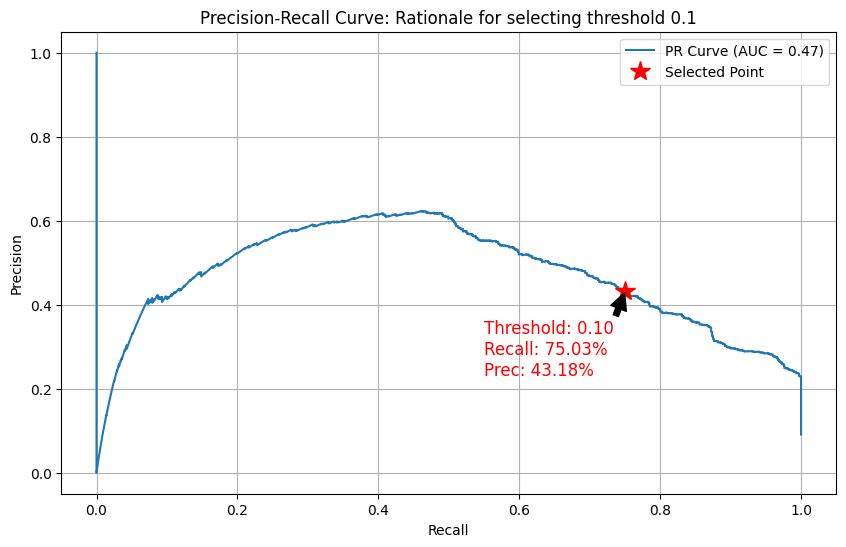 Precision-Recall Curve: Rationale for selecting threshold 0.1
PR Curve (AUC = 0.47)
Selected Point
1.0
0.8
0.6
0.4
0.2
0.0
Precision
Threshold: 0.10
Recall: 75.03%
Prec: 43.18%
0.0 0.2 0.4 0.6 0.8 1.0
Recall